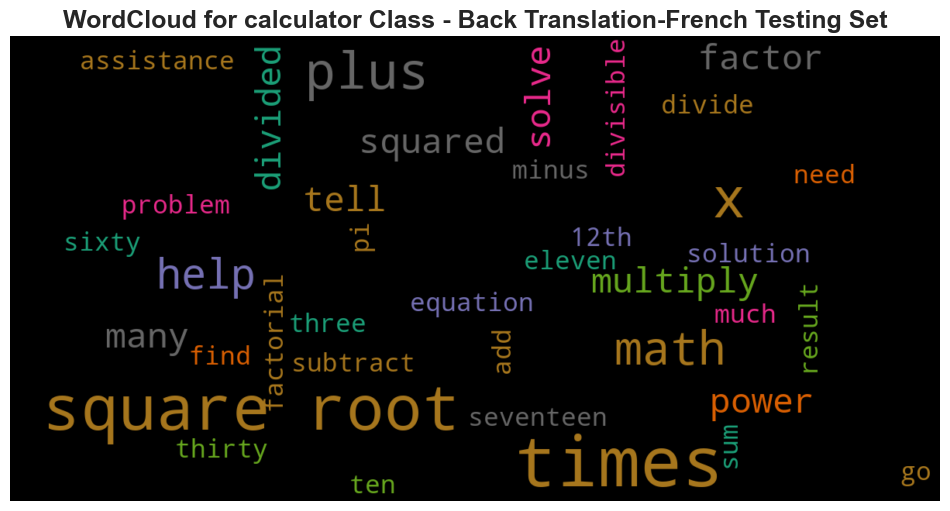 WordCloud for calculator Class - Back Translation-French Testing Set
assistance
divided
plus
solve
divisible
factor
divide
squared
minus
need
problem
tell
x
sixty
pi
12th
solution
eleven
help
multiply
equation
factorial
three
many
much
result
find
subtract
add
math
square root
power
seventeen
thirty
times
sum
ten
go